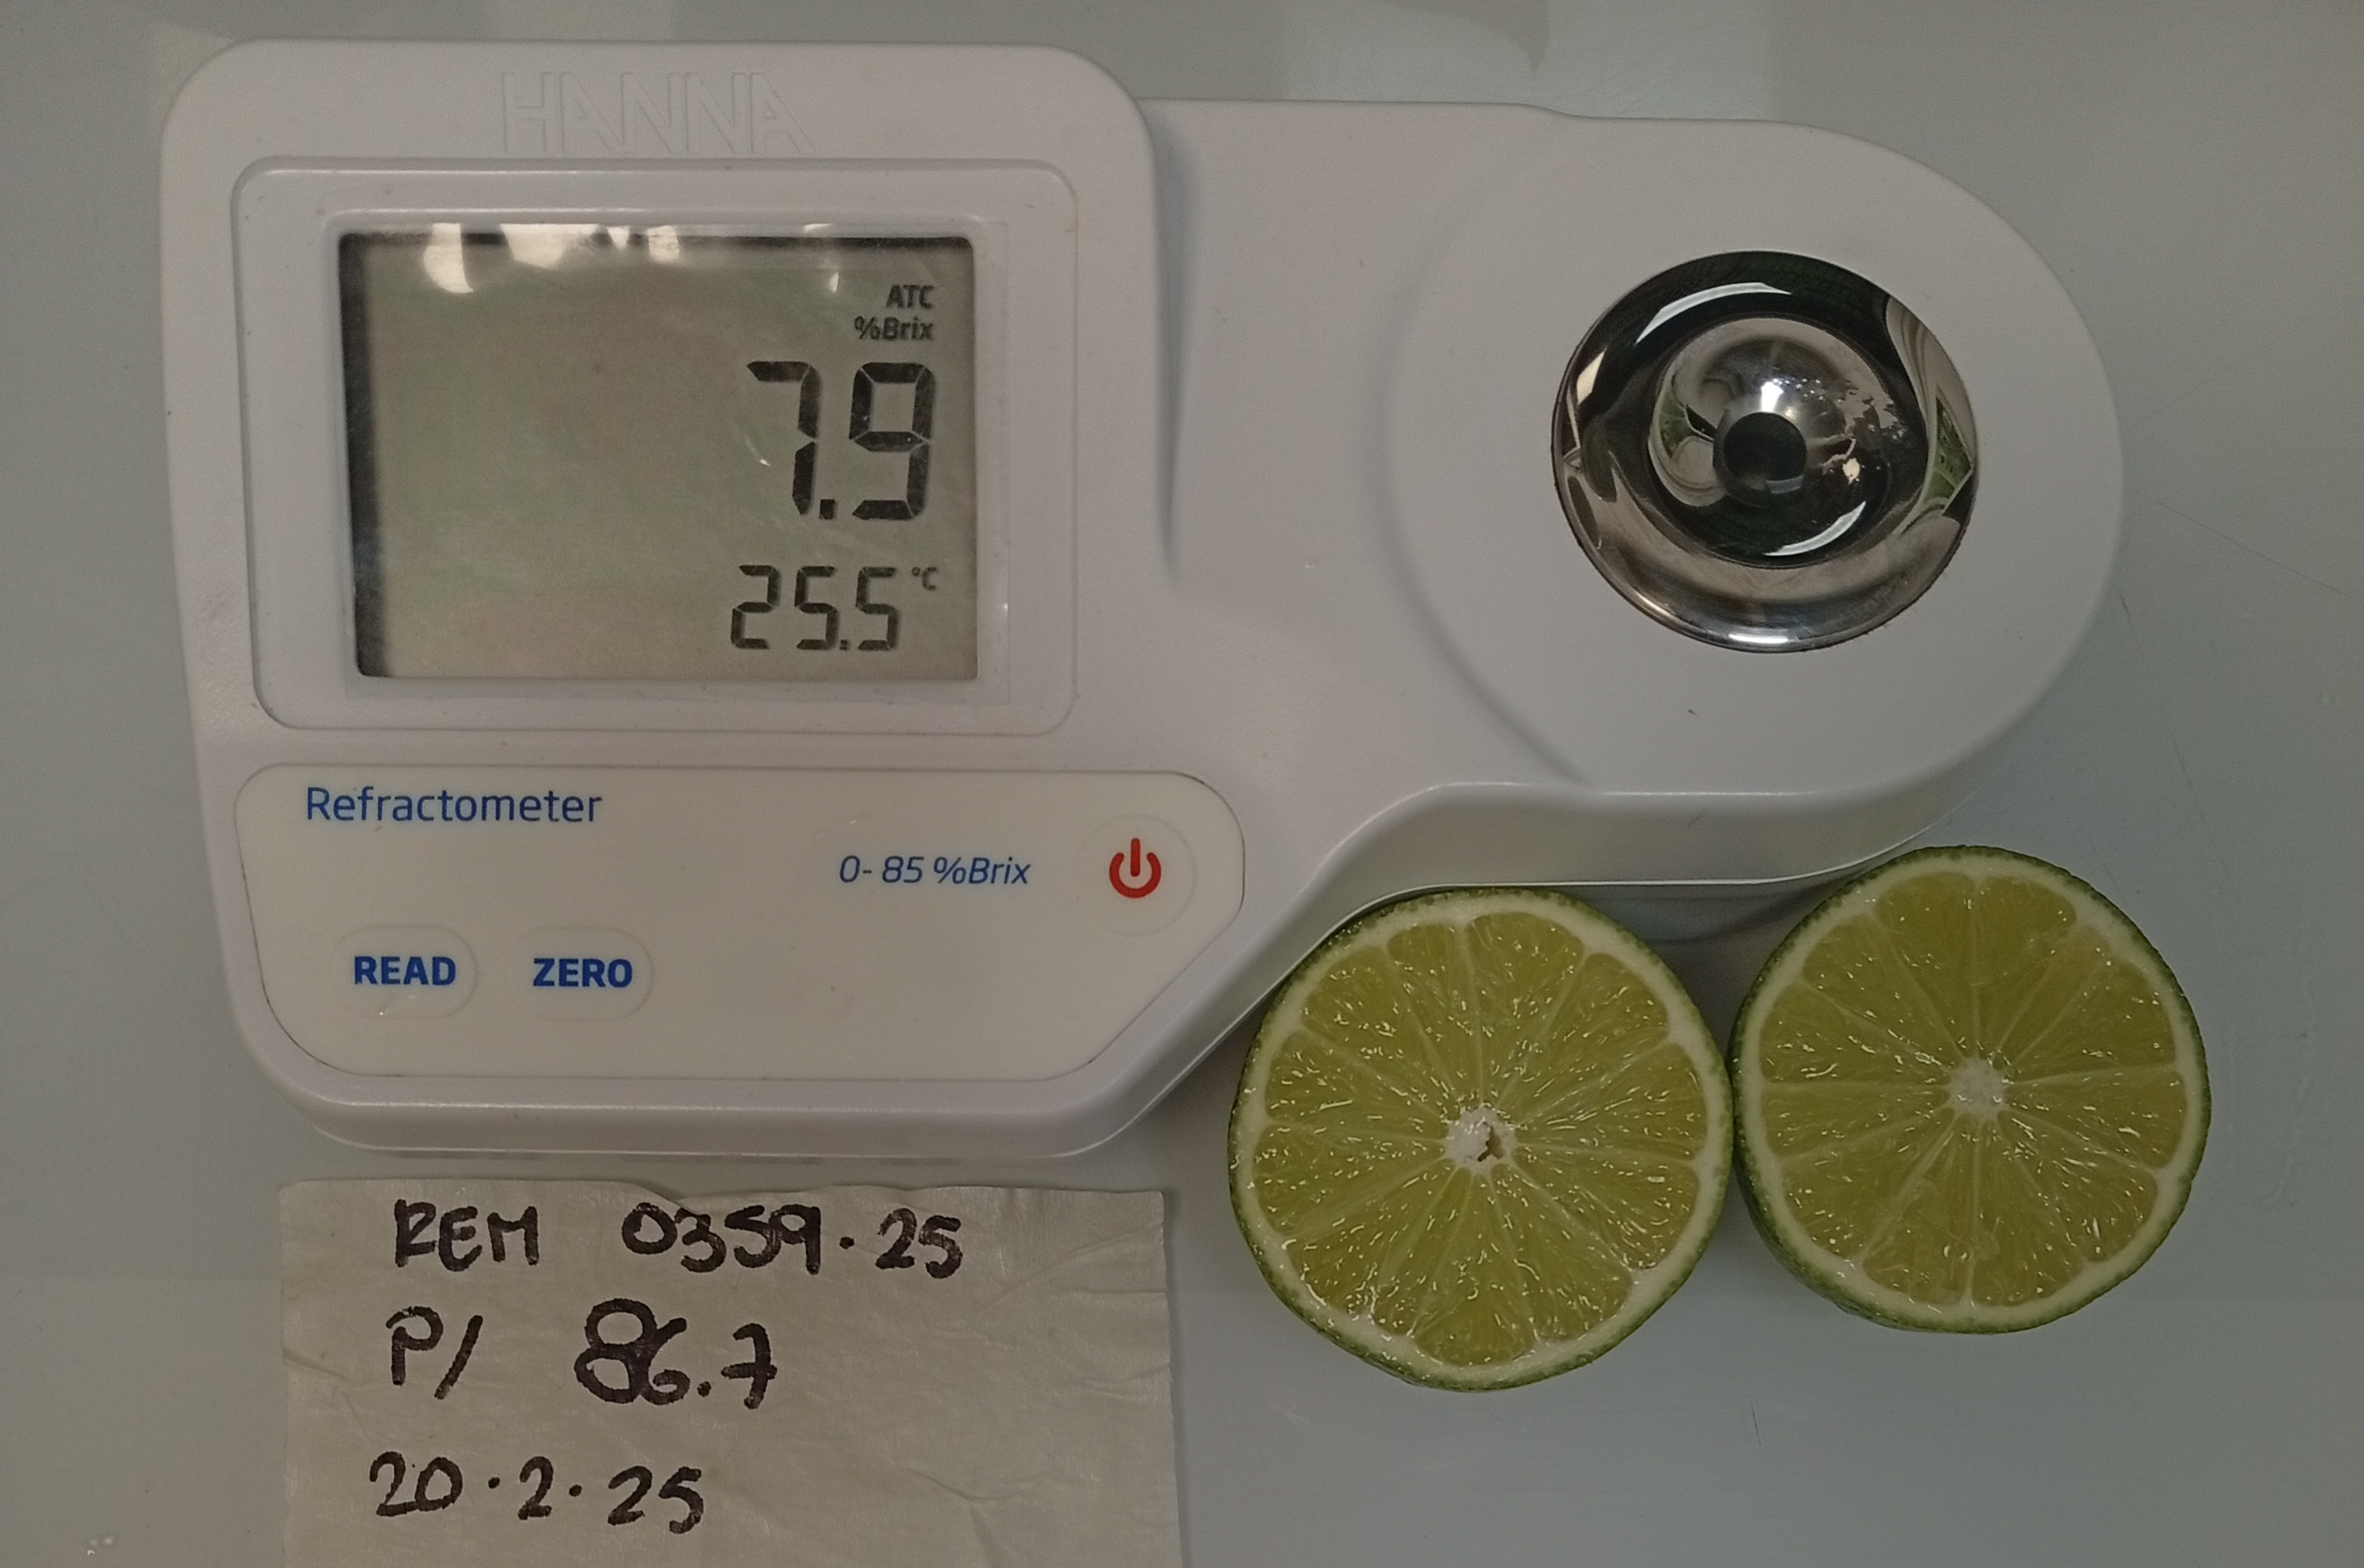 HANNA
ATC
%Brix
7.9
25.5 °C
Refractometer
0-85 %Brix
READ ZERO
REM 0359.25
P/ 86.7
20.2.25